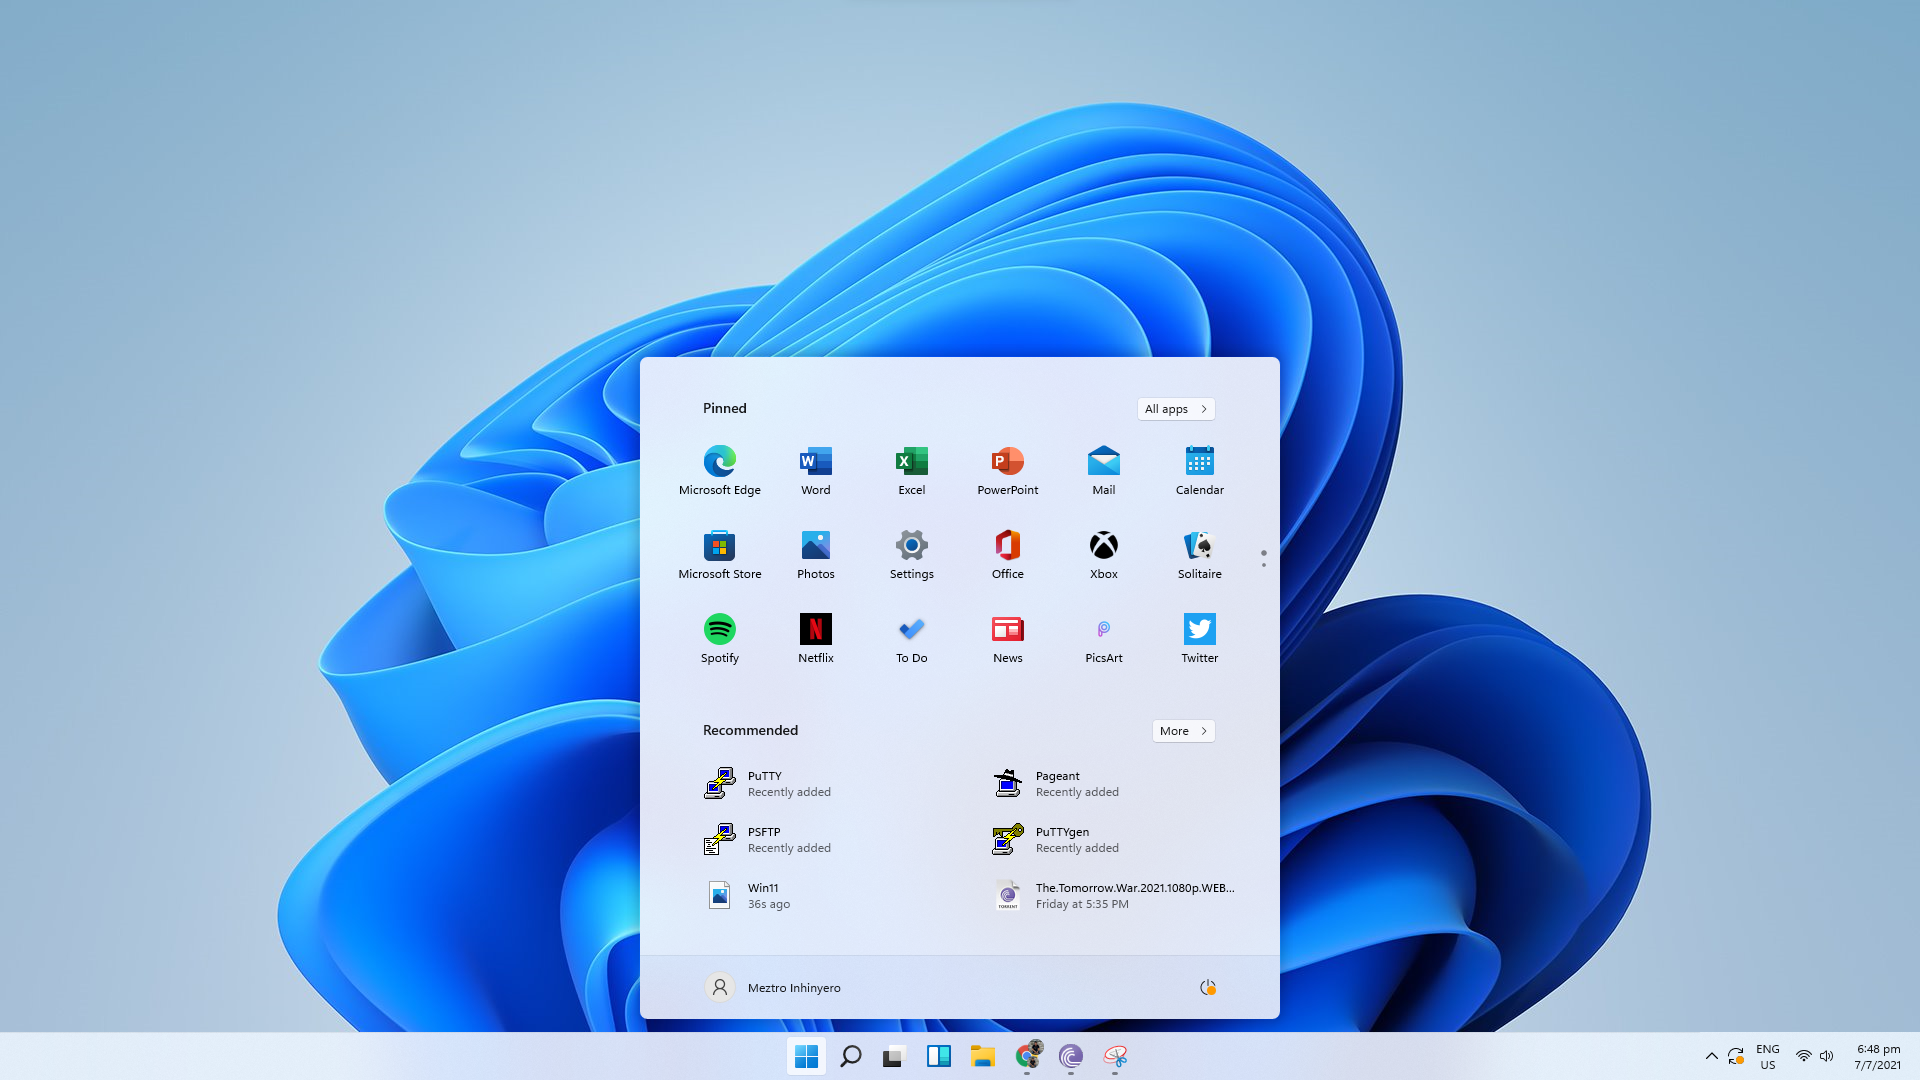 Pinned
All apps
Microsoft Edge
Word
Excel
PowerPoint
Mail
Calendar
Microsoft Store
Photos
Settings
Office
Xbox
Solitaire
Spotify
Netflix
To Do
News
PicsArt
Twitter
Recommended
More
PuTTY
Recently added
Pageant
Recently added
PSFTP
Recently added
PuTTYgen
Recently added
Win11
36s ago
TORRENT
The.Tomorrow.War.2021.1080p.WEB...
Friday at 5:35 PM
Meztro Inhinyero
ENG
US
6:48 pm
7/7/2021